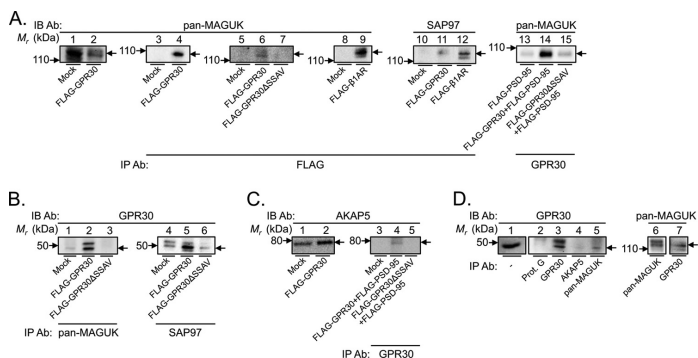 A.
IB Ab: pan-MAGUK SAP97 pan-MAGUK
Mr (kDa) 1 2 3 4 5 6 7 8 9 10 11 12 13 14 15
110 110 110 110 110 110
Mock FLAG-GPR30 Mock FLAG-GPR30 Mock FLAG-GPR30 FLAG-GPR30ΔSSAV Mock FLAG-β1AR Mock FLAG-GPR30 FLAG-β1AR FLAG-PSD-95 FLAG-GPR30+FLAG-PSD-95 FLAG-GPR30ΔSSAV +FLAG-PSD-95
IP Ab: FLAG GPR30
B.
IB Ab: GPR30
Mr (kDa) 1 2 3 4 5 6
50 50
Mock FLAG-GPR30 FLAG-GPR30ΔSSAV Mock FLAG-GPR30 FLAG-GPR30ΔSSAV
IP Ab: pan-MAGUK SAP97
C.
IB Ab: AKAP5
Mr (kDa) 1 2 3 4 5
80 80
Mock FLAG-GPR30 Mock FLAG-GPR30+FLAG-PSD-95 FLAG-GPR30ΔSSAV +FLAG-PSD-95
IP Ab: GPR30
D.
IB Ab: GPR30 pan-MAGUK
Mr (kDa) 1 2 3 4 5 6 7
50 110
IP Ab: - Prot. G GPR30 AKAP5 pan-MAGUK pan-MAGUK GPR30